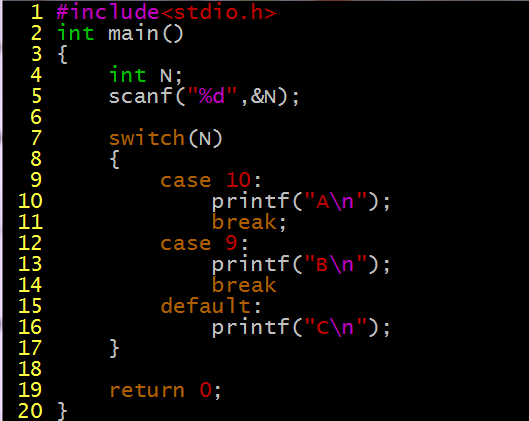 1 #include<stdio.h>
2 int main()
3 {
4     int N;
5     scanf("%d",&N);
6
7     switch(N)
8     {
9         case 10:
10             printf("A\n");
11             break;
12         case 9:
13             printf("B\n");
14             break
15         default:
16             printf("C\n");
17     }
18
19     return 0;
20 }